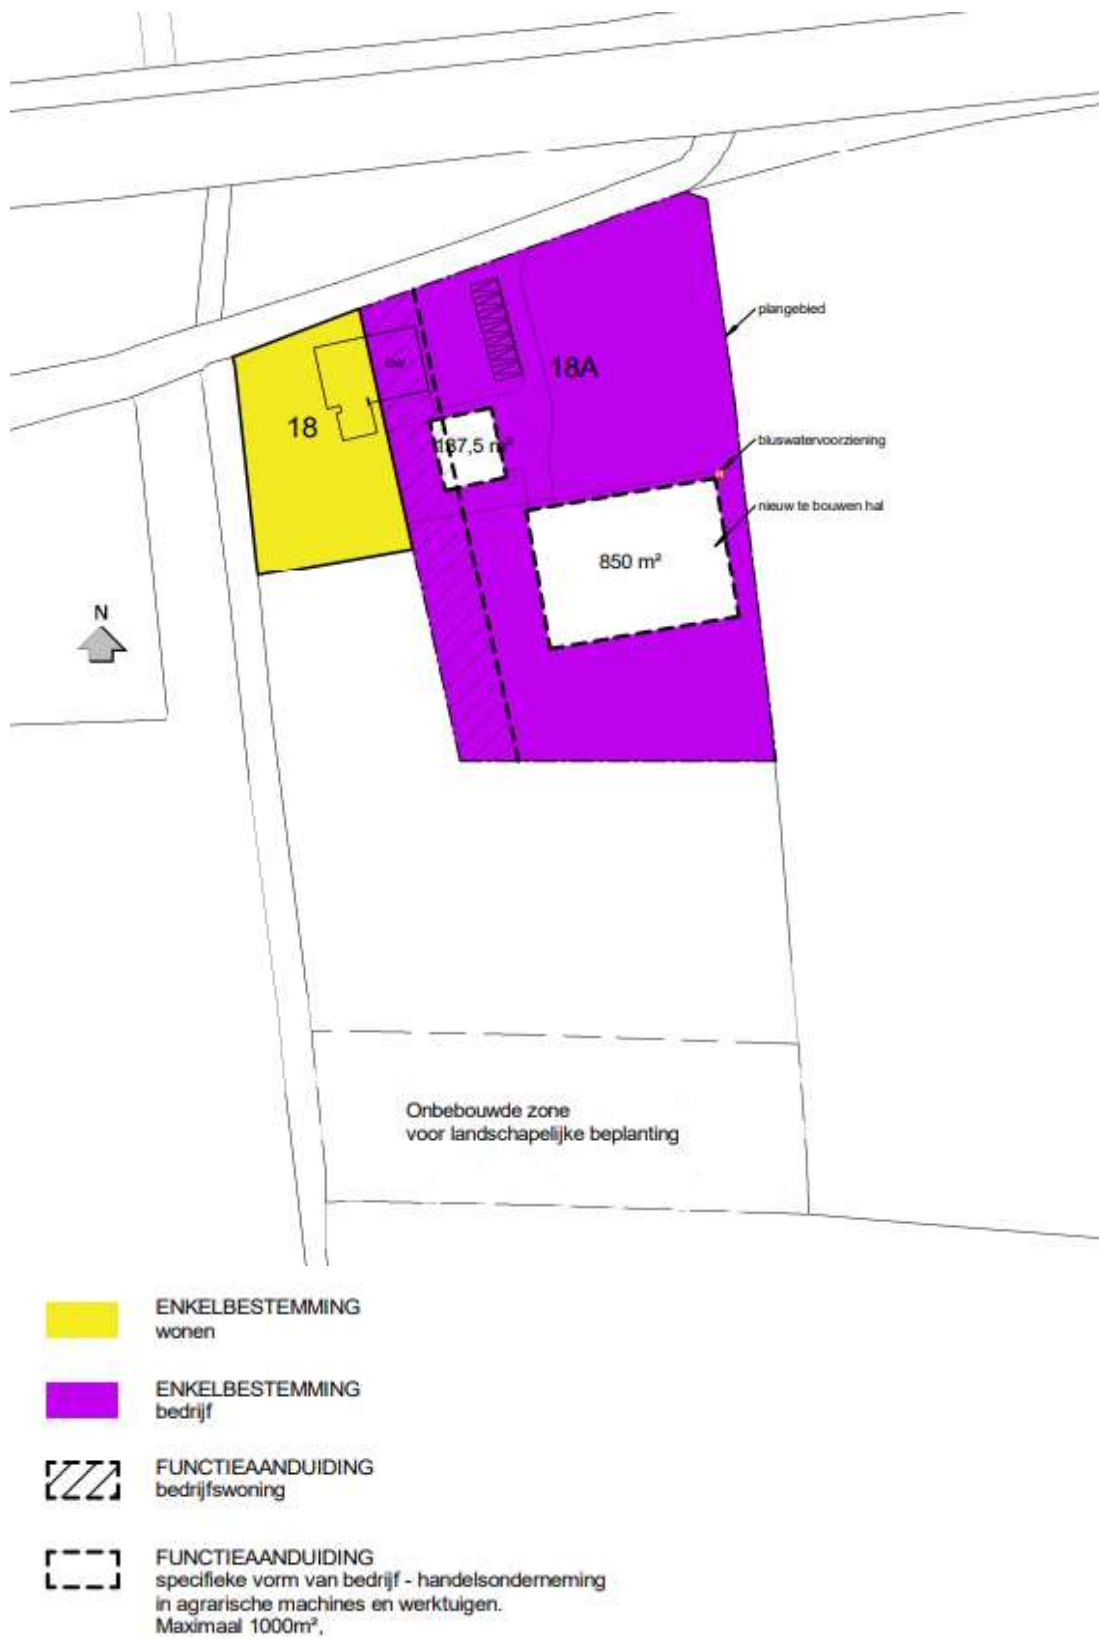 plangebied
18A
18
bw
187,5 m²
bluswatervoorziening
nieuw te bouwen hal
850 m²
N
Onbebouwde zone
voor landschapelijke beplanting
ENKELBESTEMMING
wonen
ENKELBESTEMMING
bedrijf
FUNCTIEAANDUIDING
bedrijfswoning
FUNCTIEAANDUIDING
specifieke vorm van bedrijf - handelsonderneming
in agrarische machines en werktuigen.
Maximaal 1000m²,